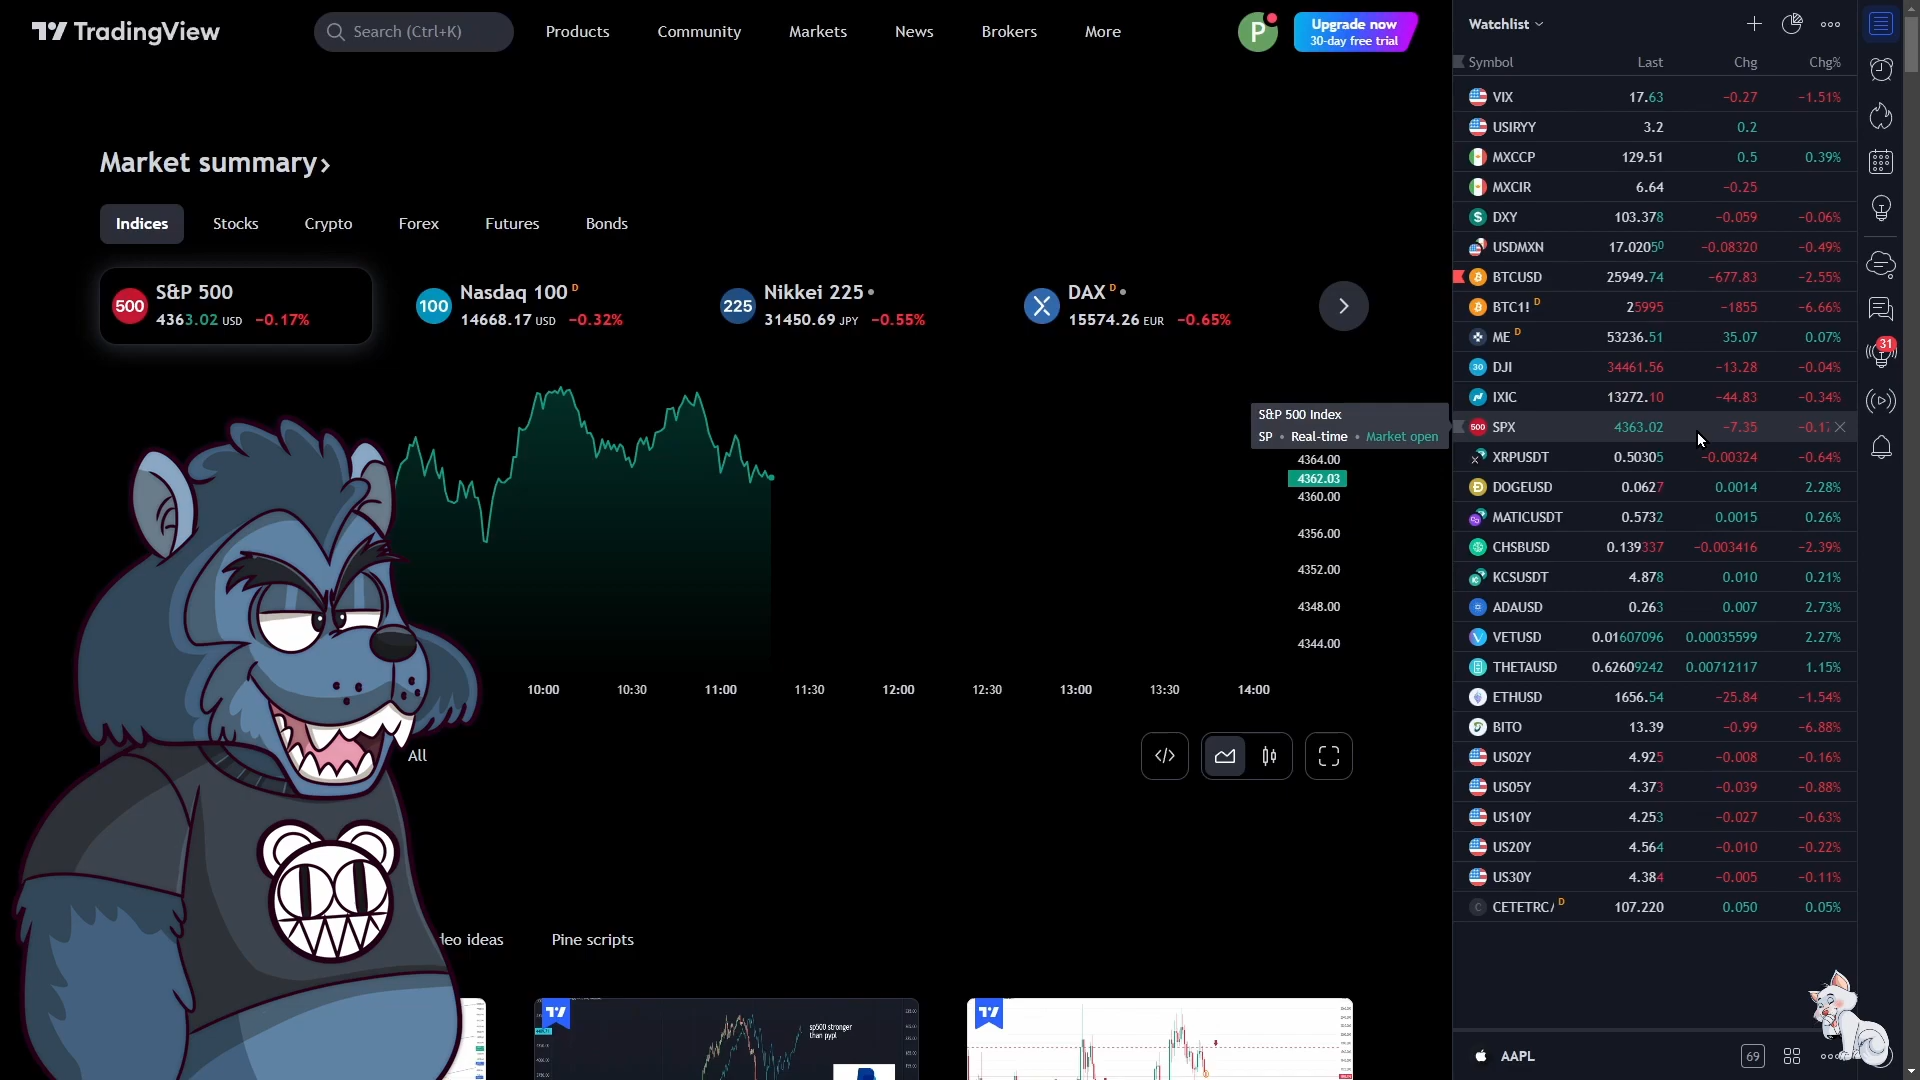 TradingView
Search (Ctrl+K)
Products
Community
Markets
News
Brokers
More
P
Upgrade now
30-day free trial
Market summary
Indices
Stocks
Crypto
Forex
Futures
Bonds
500
S&P 500
4363.02 USD −0.17%
100
Nasdaq 100 D
14668.17 USD −0.32%
225
Nikkei 225
31450.69 JPY −0.55%
DAX D
15574.26 EUR −0.65%
S&P 500 Index
SP • Real-time • Market open
4364.00
4362.03
4360.00
4356.00
4352.00
4348.00
4344.00
10:00
10:30
11:00
11:30
12:00
12:30
13:00
13:30
14:00
All
deo ideas
Pine scripts
sp500 stronger
than pypl
Watchlist
Symbol Last Chg Chg%
VIX 17.63 −0.27 −1.51%
USIRYY 3.2 0.2
MXCCP 129.51 0.5 0.39%
MXCIR 6.64 −0.25
DXY 103.378 −0.059 −0.06%
USDMXN 17.02050 −0.08320 −0.49%
BTCUSD 25949.74 −677.83 −2.55%
BTC1! D 25995 −1855 −6.66%
ME D 53236.51 35.07 0.07%
30 DJI 34461.56 −13.28 −0.04%
IXIC 13272.10 −44.83 −0.34%
500 SPX 4363.02 −7.35 −0.17
XRPUSDT 0.50305 −0.00324 −0.64%
DOGEUSD 0.0627 0.0014 2.28%
MATICUSDT 0.5732 0.0015 0.26%
CHSBUSD 0.139337 −0.003416 −2.39%
KCSUSDT 4.878 0.010 0.21%
ADAUSD 0.263 0.007 2.73%
VETUSD 0.01607096 0.00035599 2.27%
THETAUSD 0.62609242 0.00712117 1.15%
ETHUSD 1656.54 −25.84 −1.54%
BITO 13.39 −0.99 −6.88%
US02Y 4.925 −0.008 −0.16%
US05Y 4.373 −0.039 −0.88%
US10Y 4.253 −0.027 −0.63%
US20Y 4.564 −0.010 −0.22%
US30Y 4.384 −0.005 −0.11%
C CETETRC D 107.220 0.050 0.05%
AAPL
69
31